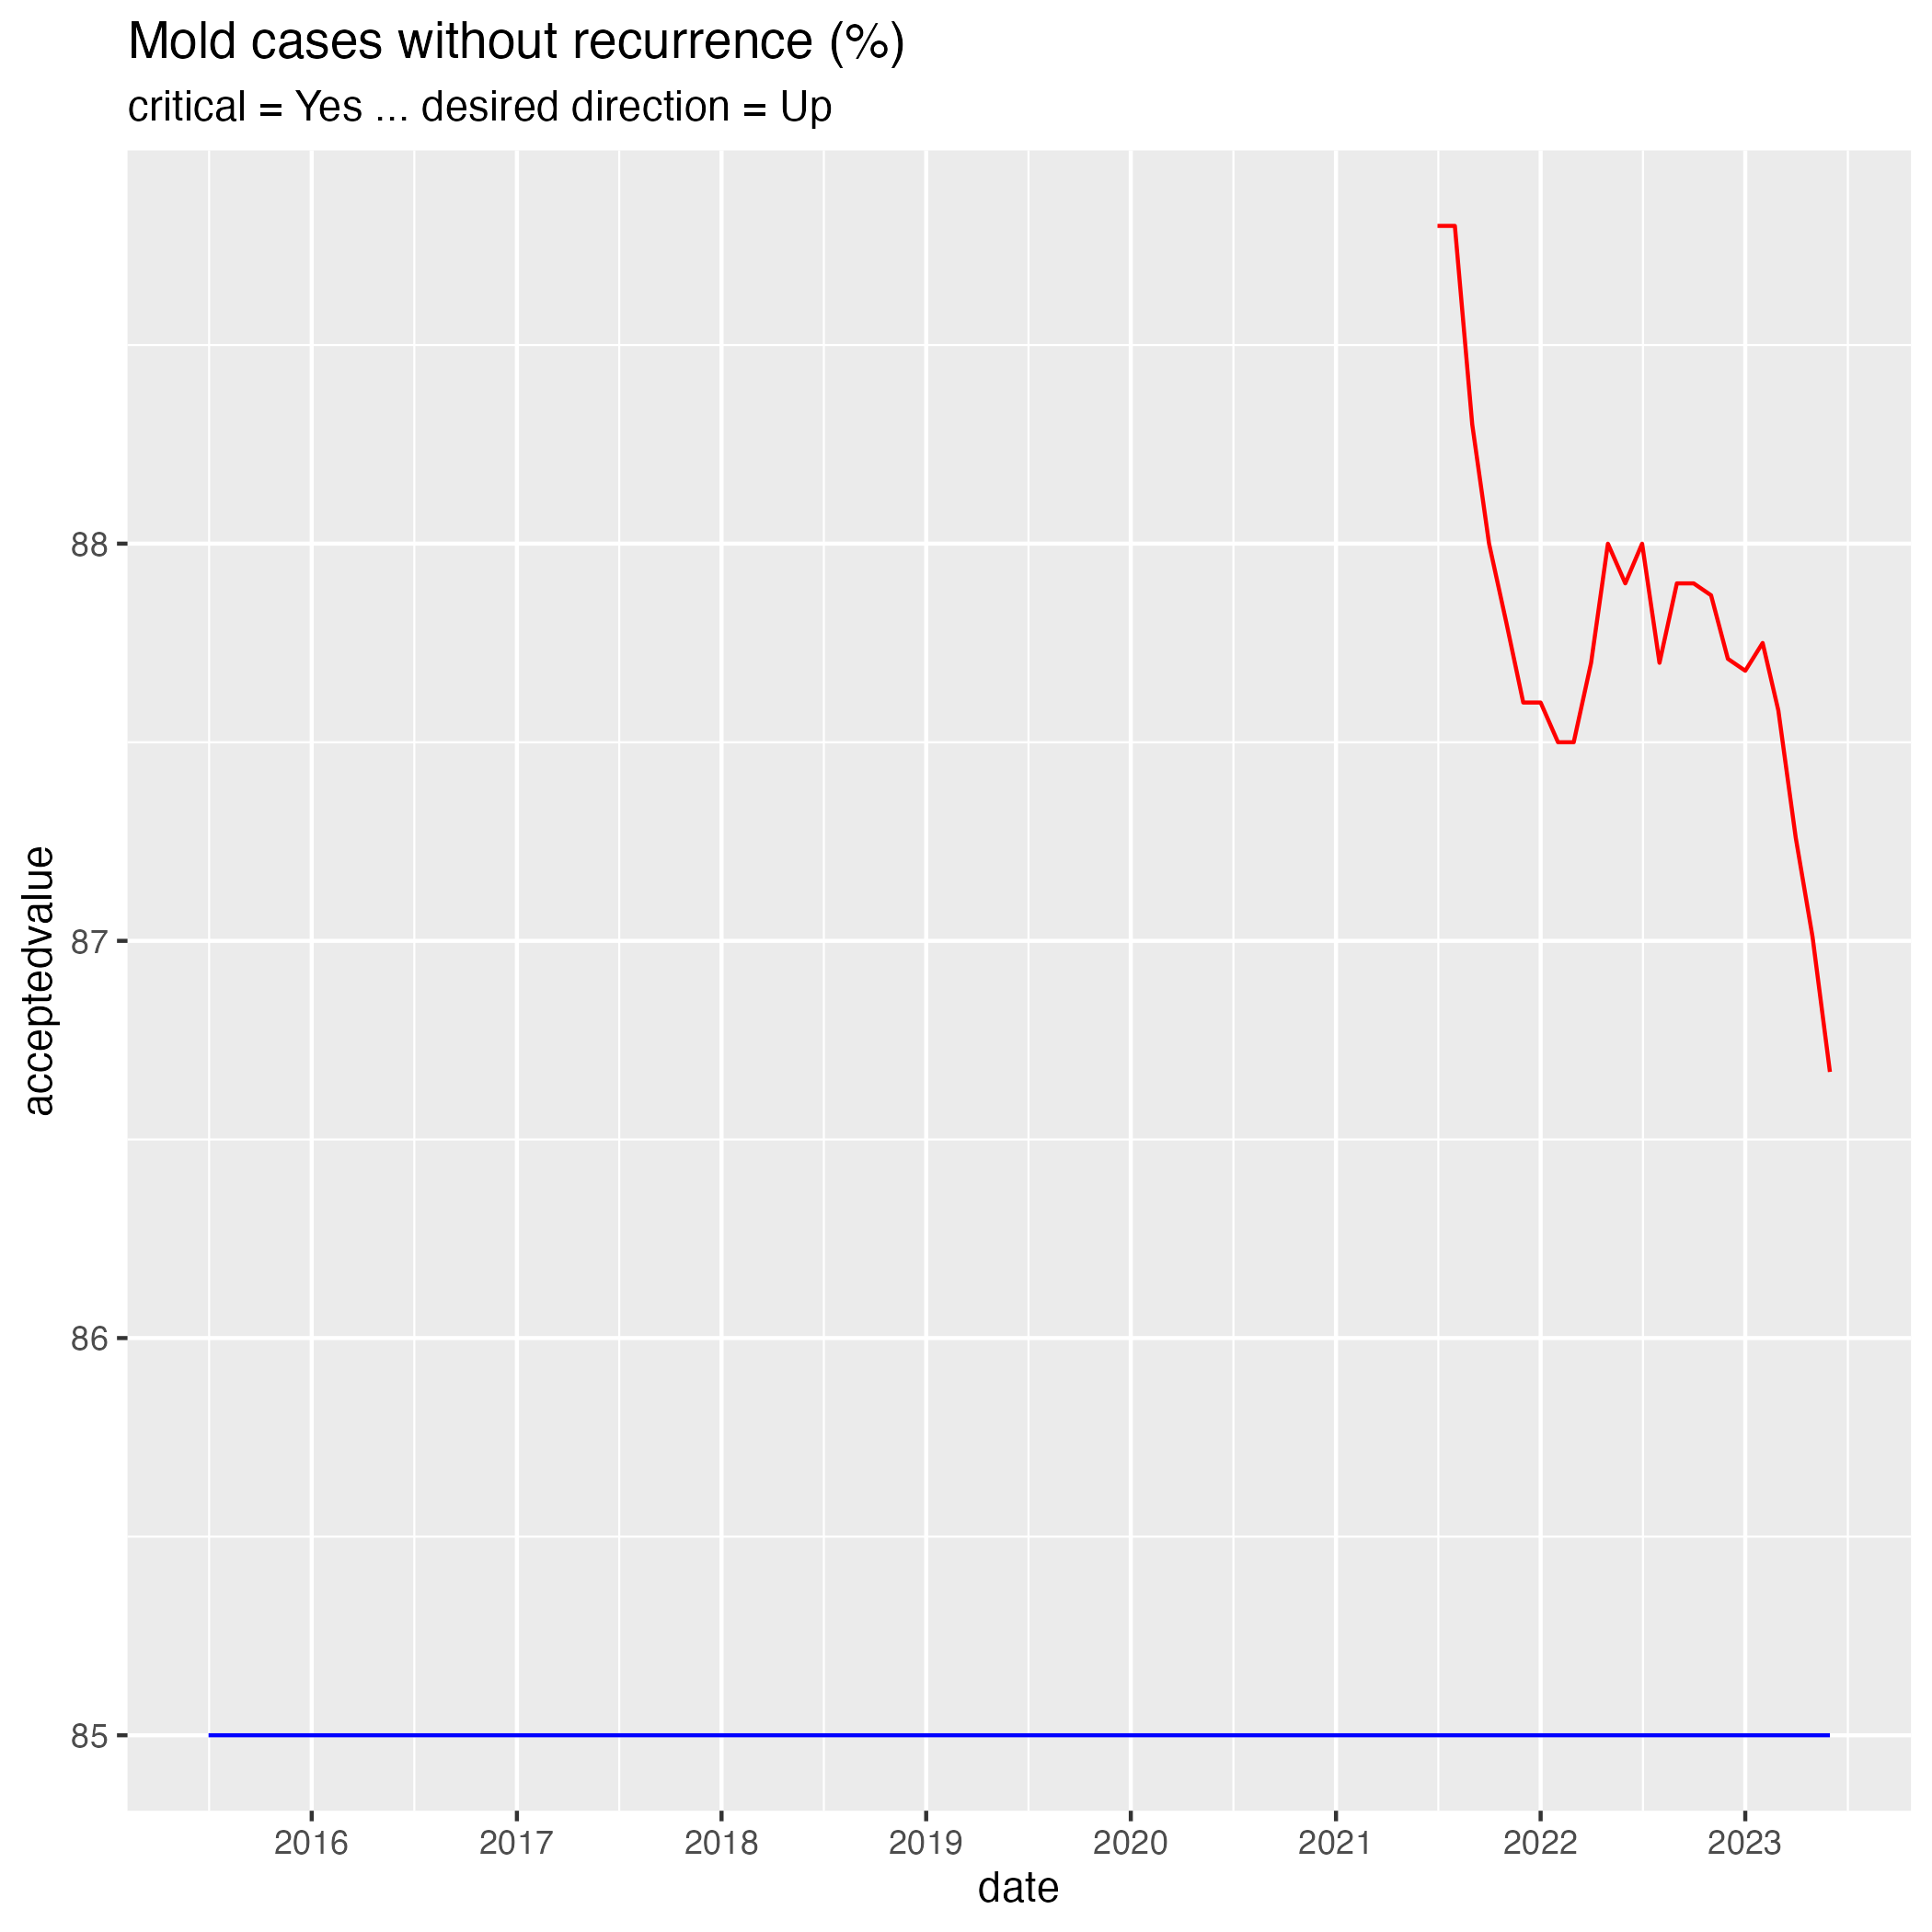 Mold cases without recurrence (%)
critical = Yes ... desired direction = Up
acceptedvalue
88
87
86
85
2016 2017 2018 2019 2020 2021 2022 2023
date